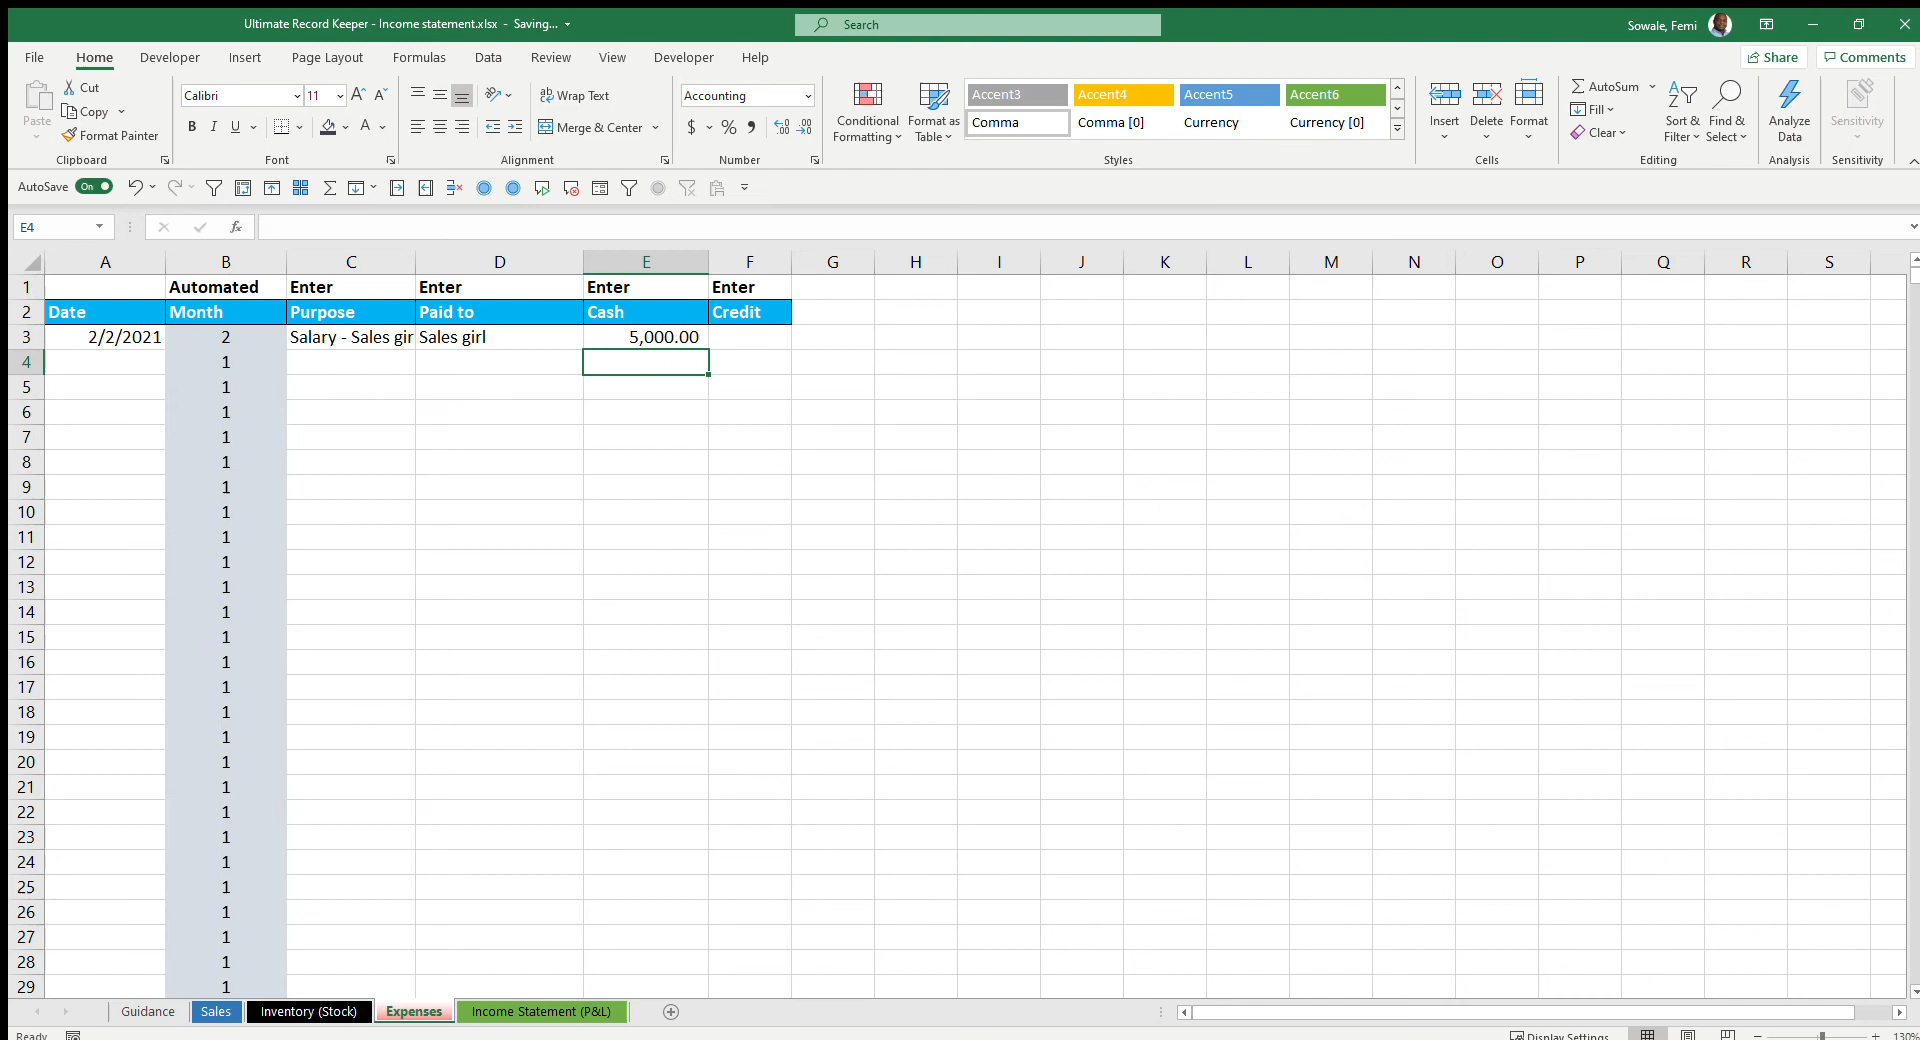 Ultimate Record Keeper - Income statement.xlsx - Saving...
Search
Sowale, Femi
File Home Developer Insert Page Layout Formulas Data Review View Developer Help
Share Comments
Paste
Cut
Copy
Format Painter
Clipboard
Calibri 11 A A
B I U A
Font
ab Wrap Text
Merge & Center
Alignment
Accounting
$ % 9 .00 .00
Number
Conditional Formatting
Format as Table
Accent3 Accent4 Accent5 Accent6
Comma Comma [0] Currency Currency [0]
Styles
Insert Delete Format
Cells
AutoSum
Fill
Clear
Sort & Filter
Find & Select
Editing
Analyze Data
Analysis
Sensitivity
Sensitivity
AutoSave On
E4 fx
A B C D E F G H I J K L M N O P Q R S
1 Automated Enter Enter Enter Enter
2 Date Month Purpose Paid to Cash Credit
3 2/2/2021 2 Salary - Sales gir Sales girl 5,000.00
4 1
5 1
6 1
7 1
8 1
9 1
10 1
11 1
12 1
13 1
14 1
15 1
16 1
17 1
18 1
19 1
20 1
21 1
22 1
23 1
24 1
25 1
26 1
27 1
28 1
29 1
Guidance Sales Inventory (Stock) Expenses Income Statement (P&L)
Ready Display Settings 130%